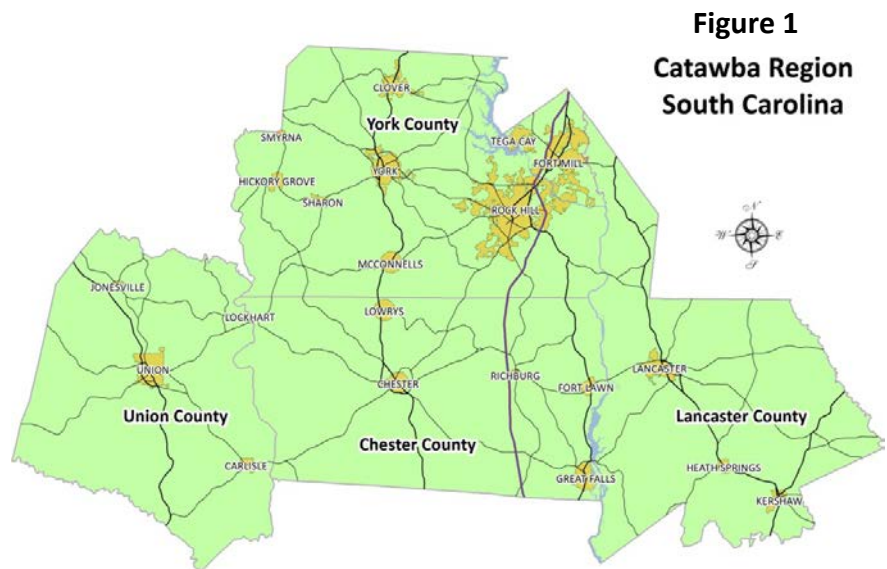 Figure 1
Catawba Region
South Carolina
CLOVER
York County
SMYRNA
TEGA CAY
FORT MILL
YORK
HICKORY GROVE
SHARON
ROCK HILL
N
W
E
S
MCCONNELLS
JONESVILLE
LOCKHART
LOWRYS
UNION
CHESTER
RICHBURG
FORT LAWN
LANCASTER
Union County
Chester County
Lancaster County
CARLISLE
GREAT FALLS
HEATH SPRINGS
KERSHAW